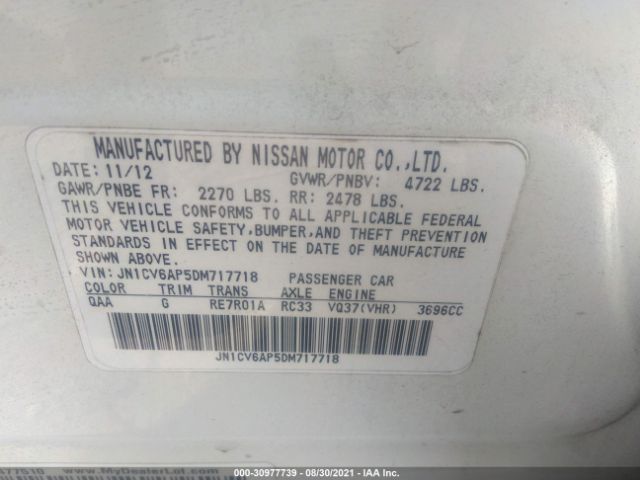 MANUFACTURED BY NISSAN MOTOR CO.,LTD.
DATE: 11/12 GVWR/PNBV: 4722 LBS.
GAWR/PNBE FR: 2270 LBS. RR: 2478 LBS.
THIS VEHICLE CONFORMS TO ALL APPLICABLE FEDERAL
MOTOR VEHICLE SAFETY, BUMPER, AND THEFT PREVENTION
STANDARDS IN EFFECT ON THE DATE OF MANUFACTURE
SHOWN ABOVE.
VIN: JN1CV6AP5DM717718 PASSENGER CAR
COLOR TRIM TRANS AXLE ENGINE
QAA G RE7R01A RC33 VQ37(VHR) 3696CC
JN1CV6AP5DM717718
www.MyDealerLot.com
000-30977739 - 08/30/2021 - IAA Inc.